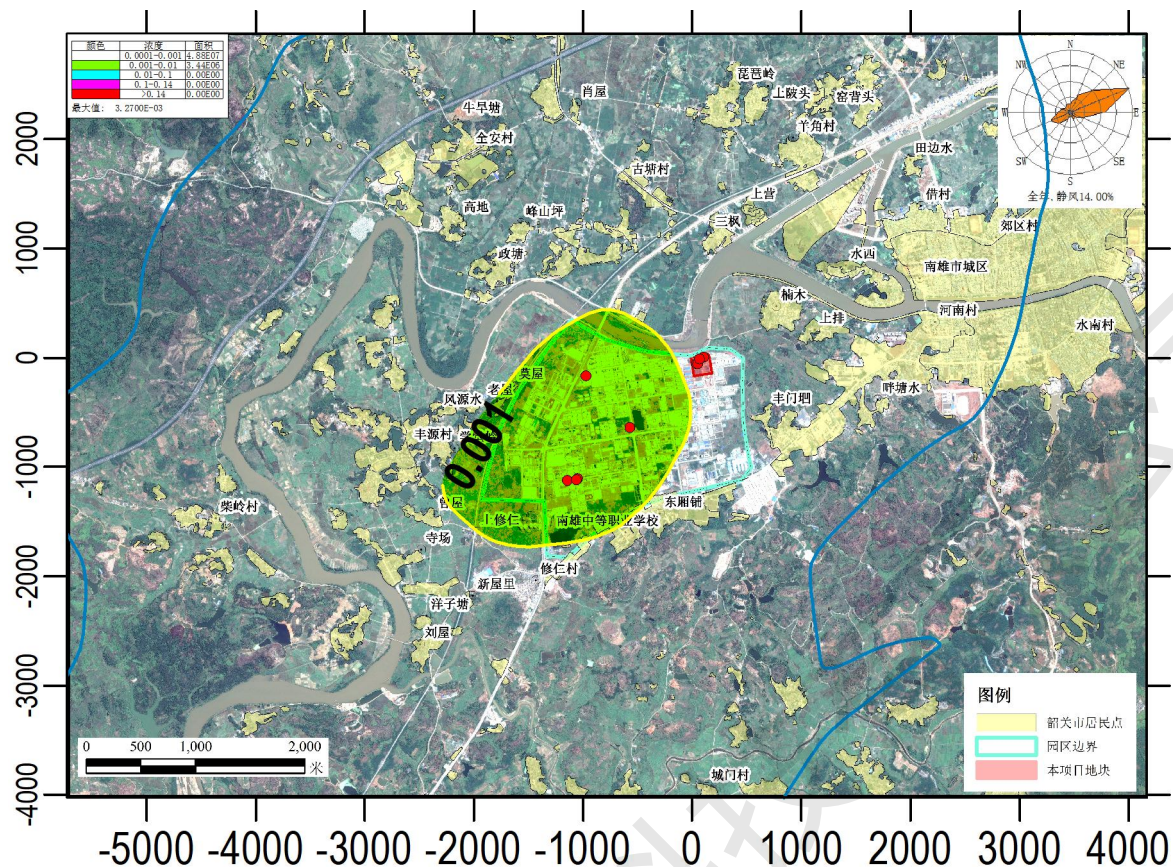 颜色 浓度 面积
0.0001-0.001 4.88E07
0.001-0.01 3.44E06
0.01-0.1 0.00E00
0.1-0.14 0.00E00
>0.14 0.00E00
最大值: 3.2700E-03
N
NW NE
W E
SW SE
S
全年,静风14.00%
琵琶岭
肖屋 上陂头 窑背头
牛早塘
羊角村
仝安村
田边水
古塘村
上营 借村
高地 峰山坪
三枫 郊区村
政塘 水西
南雄市城区
楠木 河南村
上排 水南村
莫屋
老屋
风源水 丰门垇 畔塘水
丰源村
0.001
柴岭村 东厢铺
南雄中等职业学校
寺场
修仁村
新屋里
洋子塘
刘屋
城门村
图例
韶关市居民点
园区边界
本项目地块
0 500 1,000 2,000
米
2000
1000
0
-1000
-2000
-3000
-4000
-5000 -4000 -3000 -2000 -1000 0 1000 2000 3000 4000